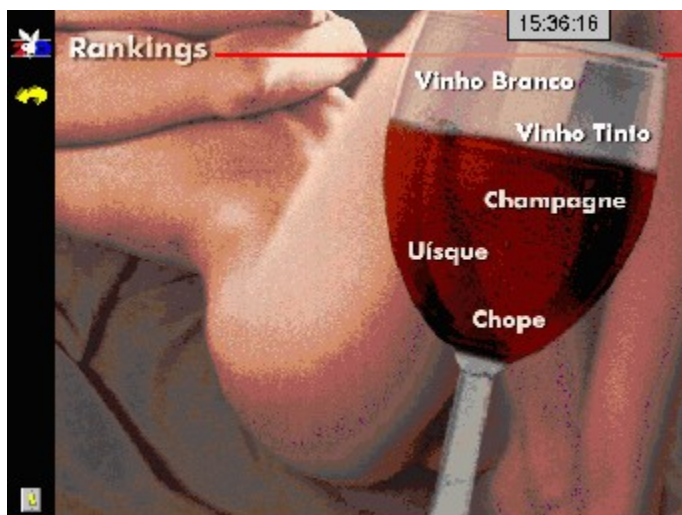 15:36:16
Rankings
Vinho Branco
Vinho Tinto
Champagne
Uísque
Chope